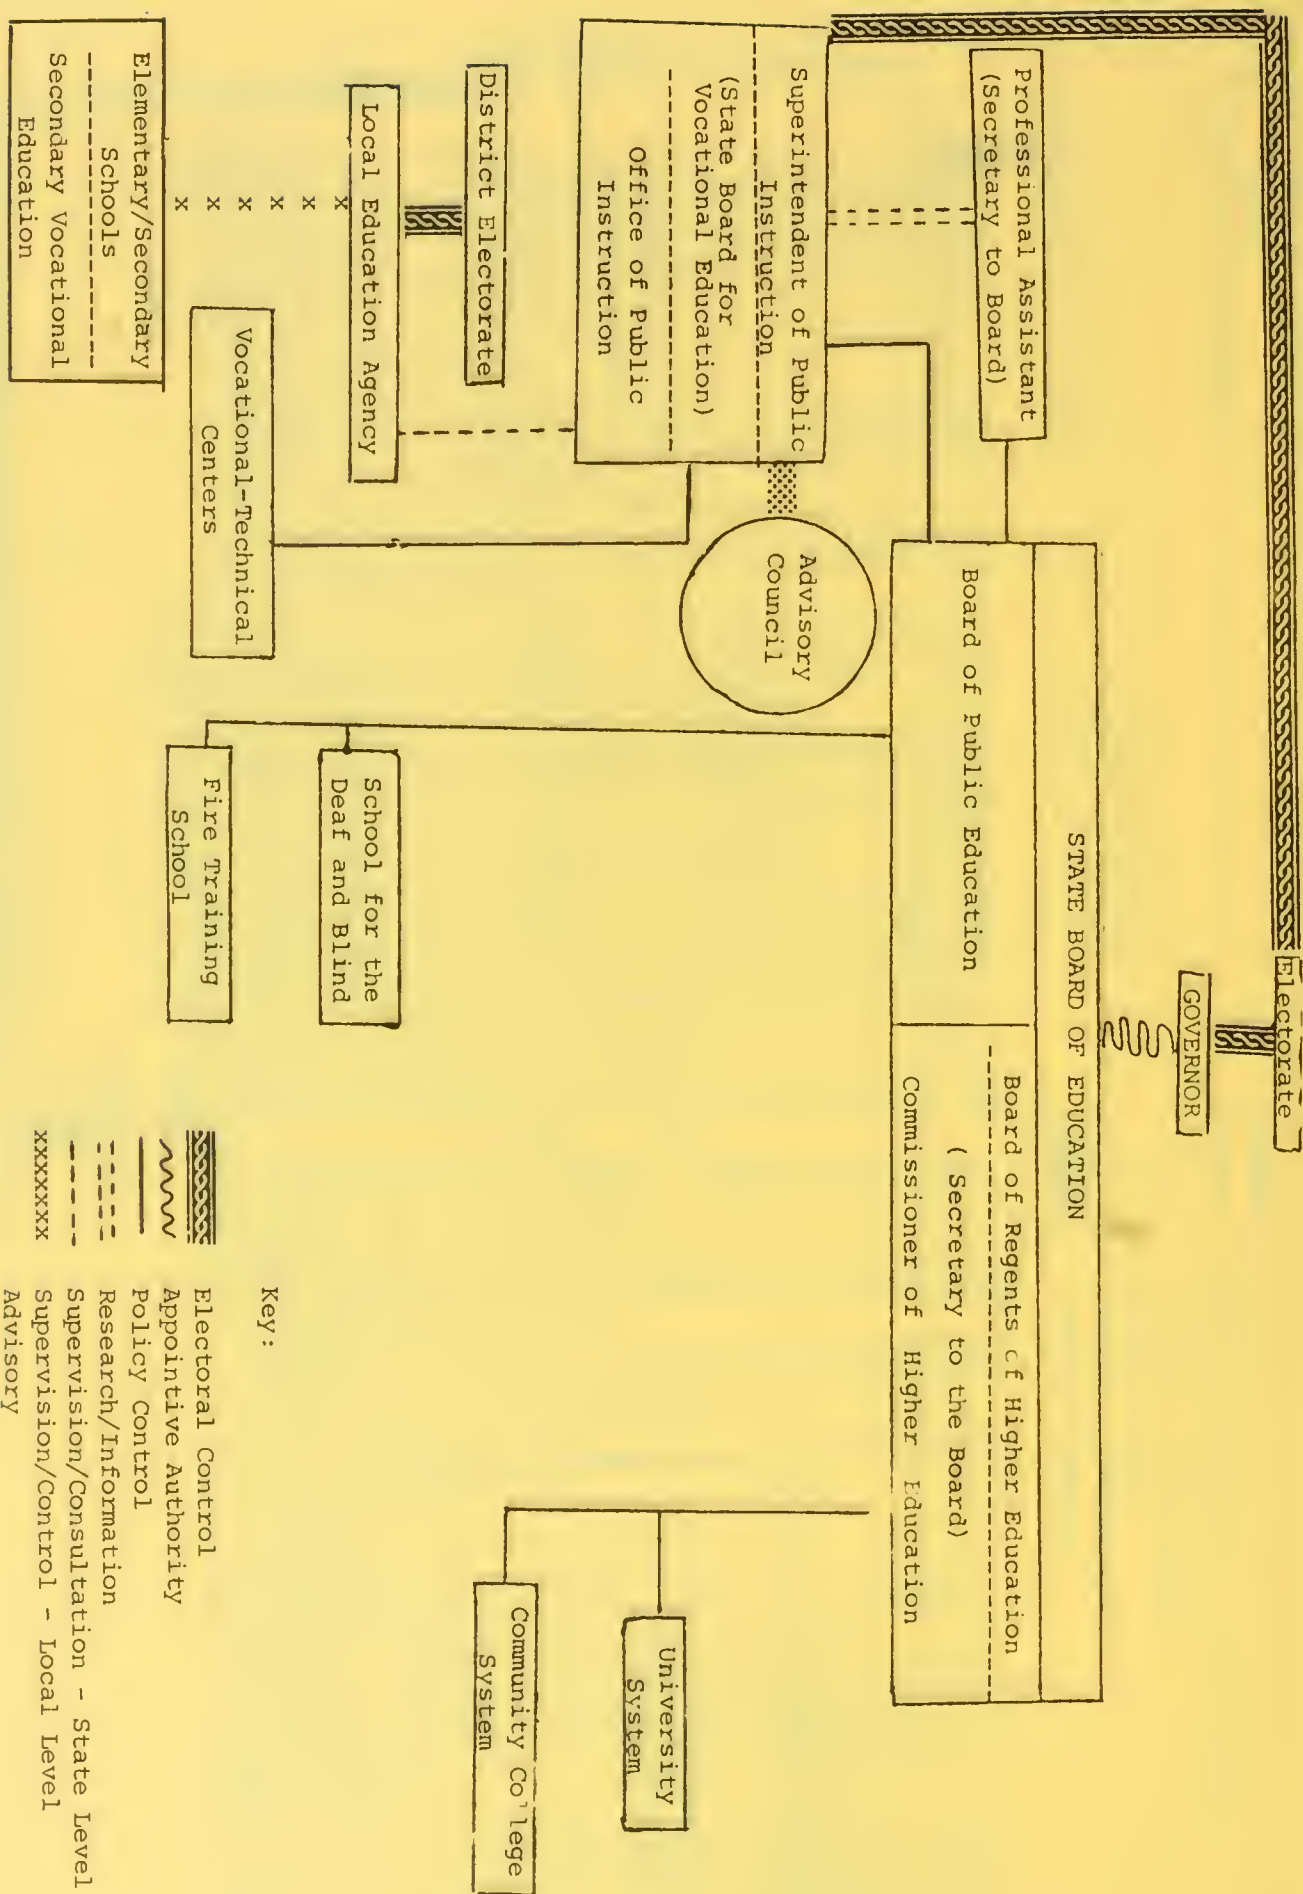 Electorate
GOVERNOR
STATE BOARD OF EDUCATION
Board of Public Education
Board of Regents of Higher Education
( Secretary to the Board)
Commissioner of Higher Education
Professional Assistant
(Secretary to Board)
Superintendent of Public
Instruction
(State Board for
Vocational Education)
Office of Public
Instruction
Advisory
Council
District Electorate
Local Education Agency
x x x x x x
Vocational-Technical
Centers
Elementary/Secondary
Schools
Secondary Vocational
Education
School for the
Deaf and Blind
Fire Training
School
University
System
Community College
System
Key:
Electoral Control
Appointive Authority
Policy Control
Research/Information
Supervision/Consultation - State Level
xxxxxxx Supervision/Control - Local Level
Advisory